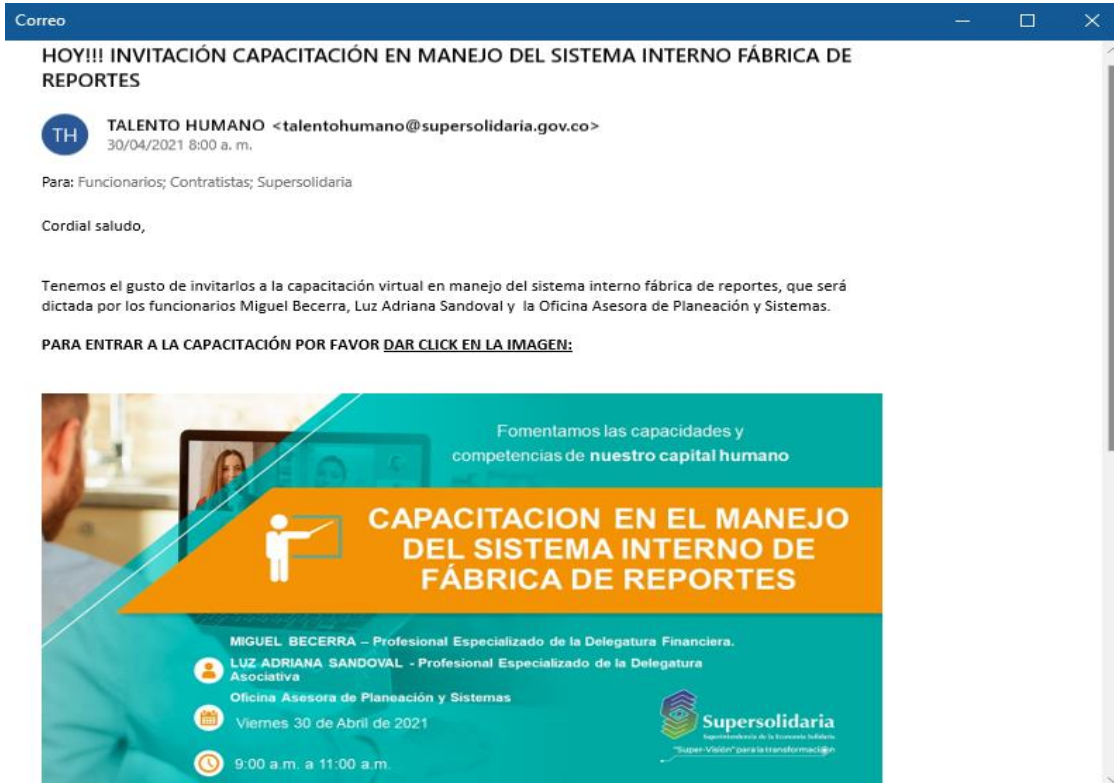 Correo
HOY!!! INVITACIÓN CAPACITACIÓN EN MANEJO DEL SISTEMA INTERNO FÁBRICA DE
REPORTES
TH
TALENTO HUMANO <talentohumano@supersolidaria.gov.co>
30/04/2021 8:00 a. m.
Para: Funcionarios; Contratistas; Supersolidaria
Cordial saludo,
Tenemos el gusto de invitarlos a la capacitación virtual en manejo del sistema interno fábrica de reportes, que será
dictada por los funcionarios Miguel Becerra, Luz Adriana Sandoval y la Oficina Asesora de Planeación y Sistemas.
PARA ENTRAR A LA CAPACITACIÓN POR FAVOR DAR CLICK EN LA IMAGEN:
Fomentamos las capacidades y
competencias de nuestro capital humano
CAPACITACION EN EL MANEJO
DEL SISTEMA INTERNO DE
FÁBRICA DE REPORTES
MIGUEL BECERRA – Profesional Especializado de la Delegatura Financiera.
LUZ ADRIANA SANDOVAL - Profesional Especializado de la Delegatura
Asociativa
Oficina Asesora de Planeación y Sistemas
Viernes 30 de Abril de 2021
9:00 a.m. a 11:00 a.m.
Supersolidaria
Superintendencia de la Economía Solidaria
"Super-Visión" para la transformación